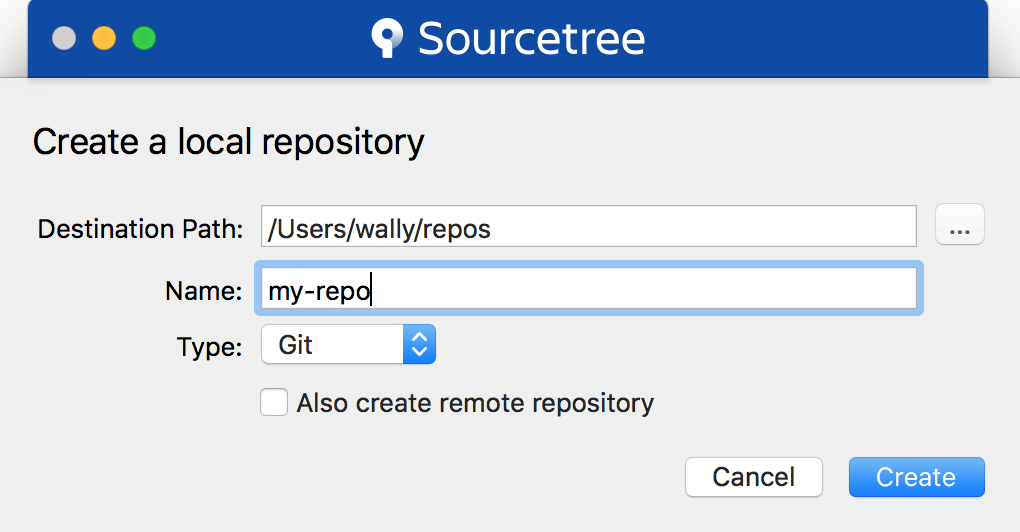 Sourcetree
Create a local repository
Destination Path: /Users/wally/repos ...
Name: my-repo
Type: Git
Also create remote repository
Cancel Create